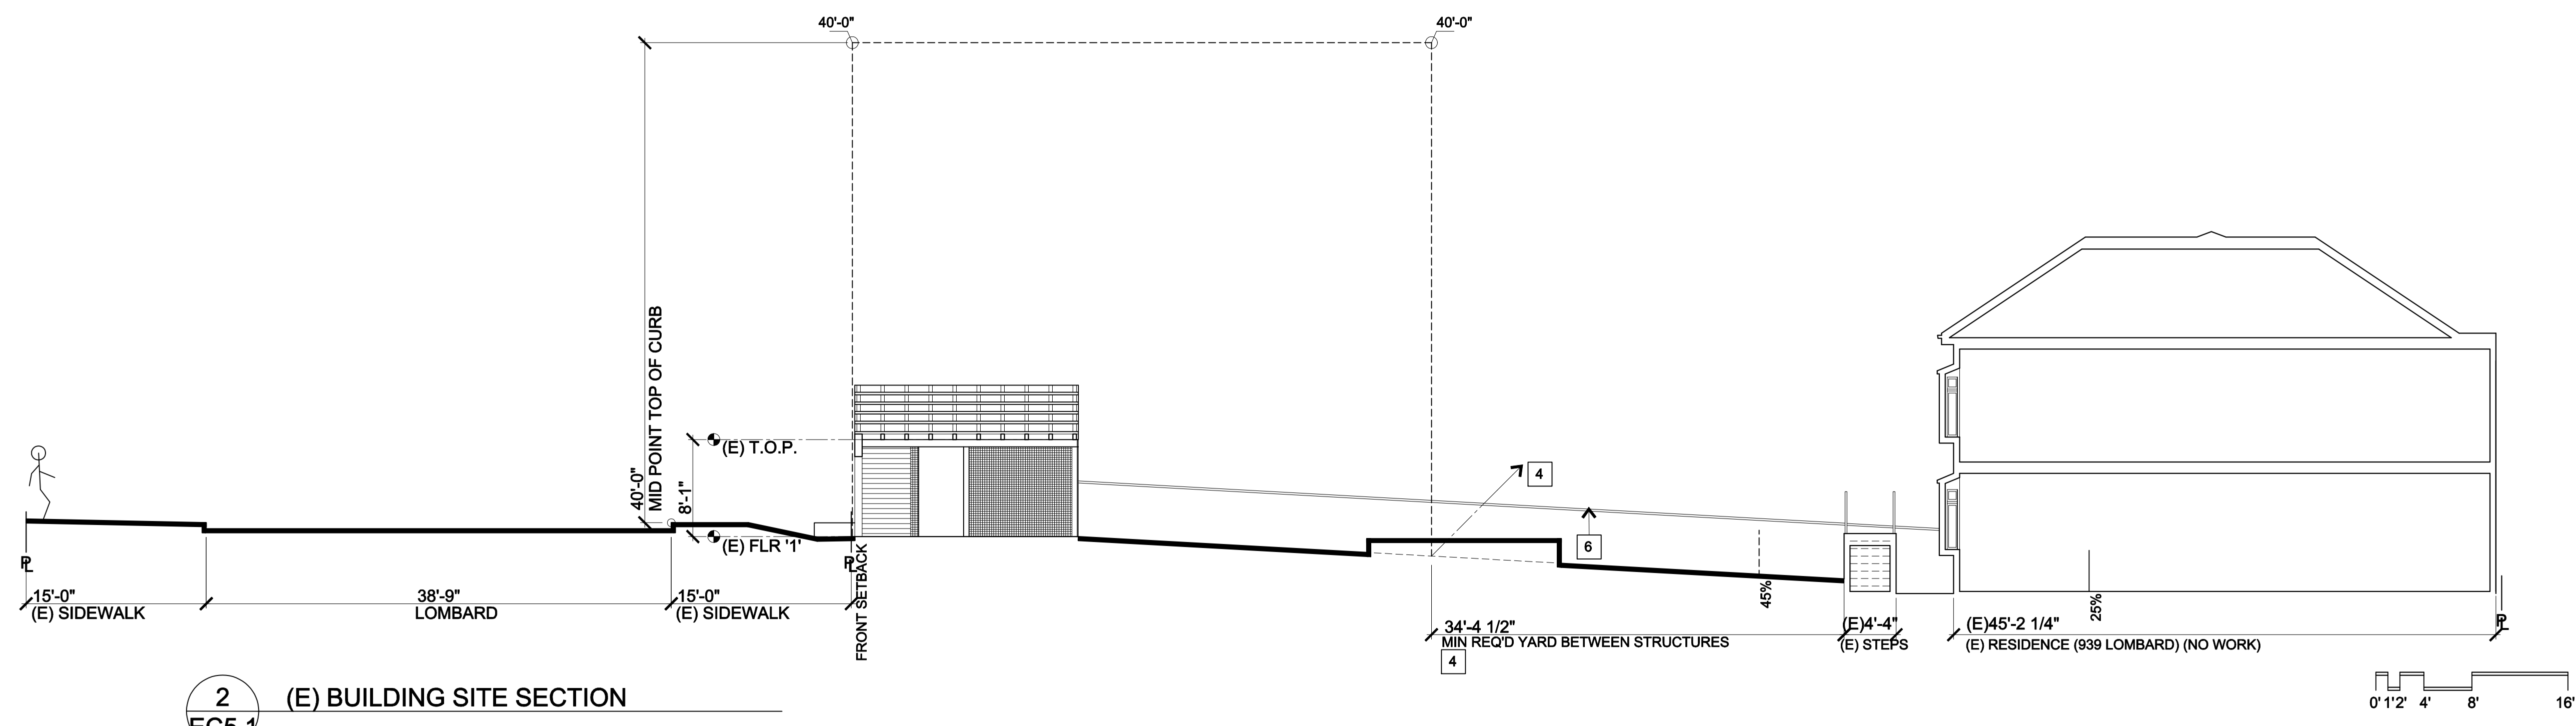 40'-0"
40'-0"
40'-0"
MID POINT TOP OF CURB
8'-1"
(E) T.O.P.
(E) FLR '1'
4
6
PL
PL
FRONT SETBACK
45%
25%
PL
15'-0"
(E) SIDEWALK
38'-9"
LOMBARD
15'-0"
(E) SIDEWALK
34'-4 1/2"
MIN REQ'D YARD BETWEEN STRUCTURES
4
(E)4'-4"
(E) STEPS
(E)45'-2 1/4"
(E) RESIDENCE (939 LOMBARD) (NO WORK)
2
(E) BUILDING SITE SECTION
EC5.1
0' 1' 2' 4' 8' 16'